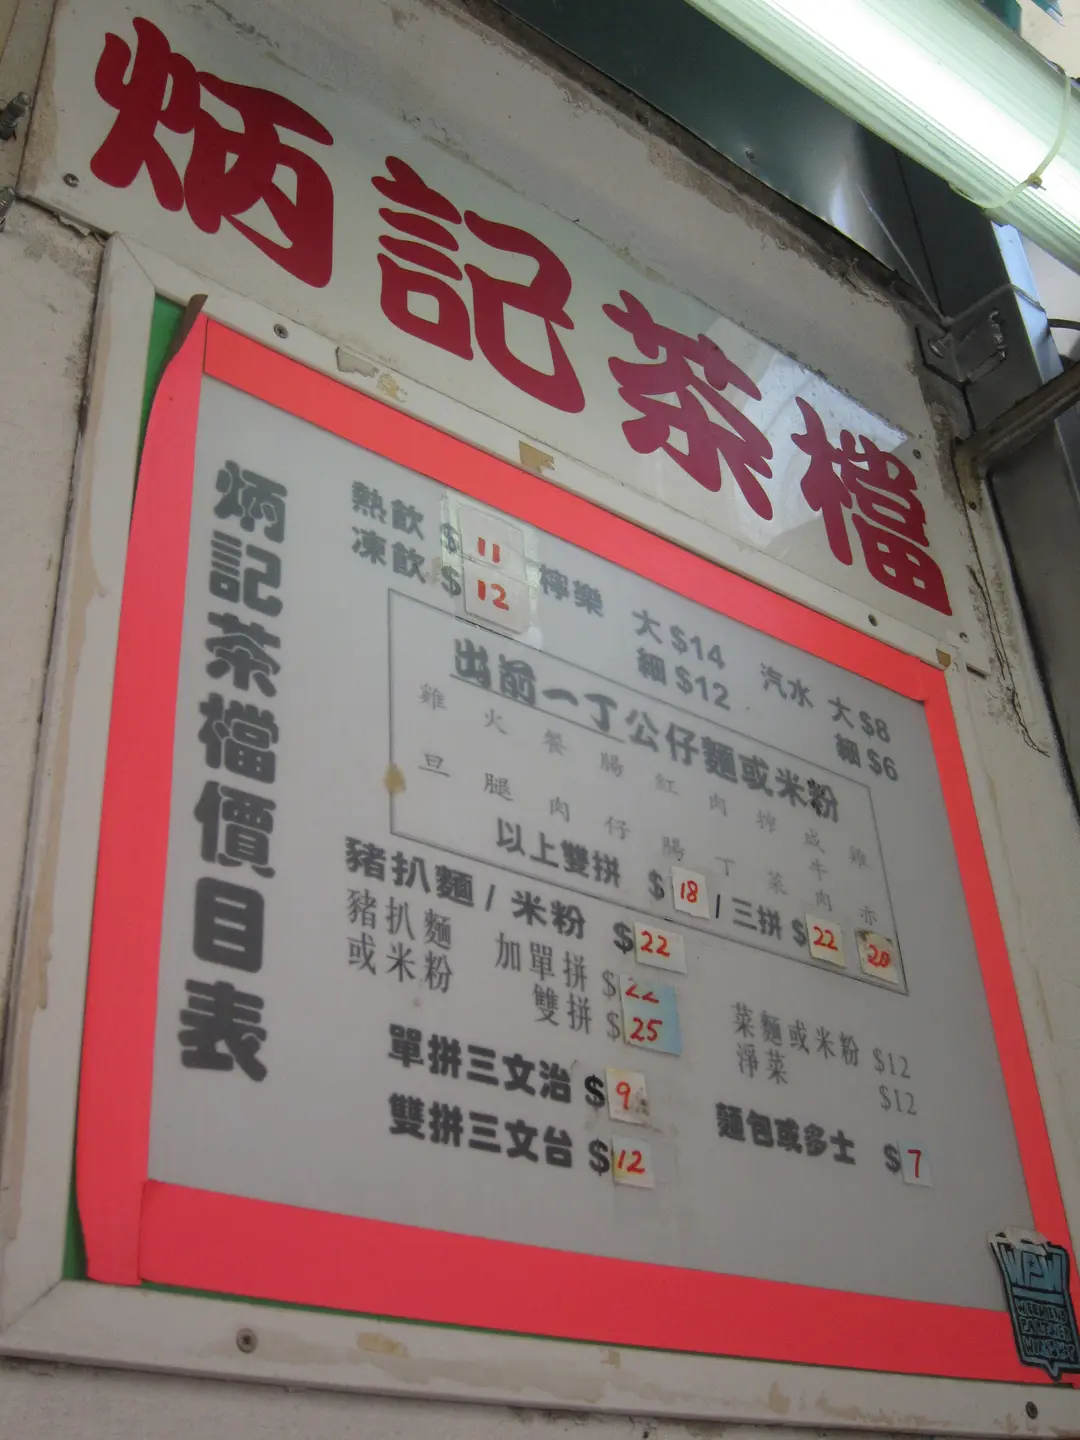 炳記茶檔
炳記茶檔價目表
熱飲 $11
凍飲 $12
檸樂 大 $14
細 $12
汽水 大 $8
細 $6
出前一丁公仔麵或米粉
雞旦
火腿
餐肉
腸仔
紅腸
肉丁
搾菜
咸牛肉
雞亦
以上雙拼 $18 / 三拼 $22
20
豬扒麵 / 米粉 $22
豬扒麵或米粉 加單拼 $22
雙拼 $25
單拼三文治 $9
雙拼三文台 $12
菜麵或米粉 $12
淨菜 $12
麵包或多士 $7
WPW